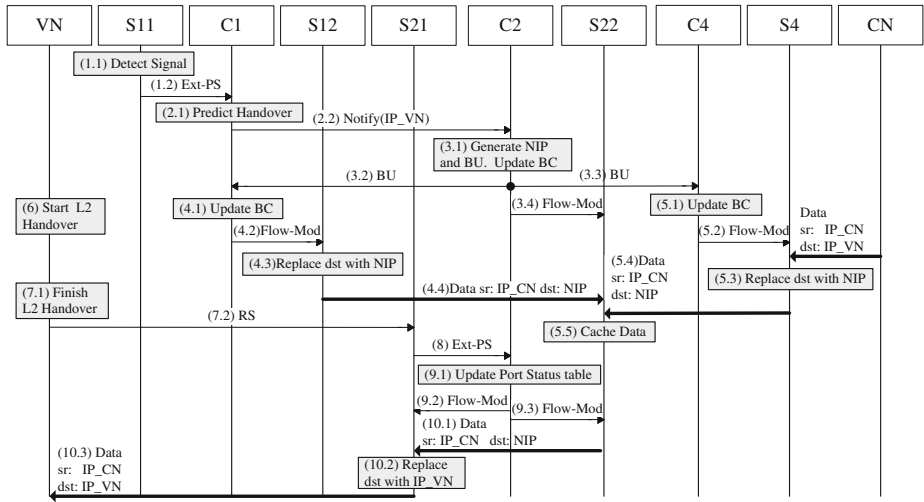 VN S11 C1 S12 S21 C2 S22 C4 S4 CN
(1.1) Detect Signal
(1.2) Ext-PS
(2.1) Predict Handover
(2.2) Notify(IP_VN)
(3.1) Generate NIP
and BU. Update BC
(3.2) BU
(3.3) BU
(6) Start L2
Handover
(4.1) Update BC
(3.4) Flow-Mod
(5.1) Update BC
Data
sr: IP_CN
dst: IP_VN
(4.2)Flow-Mod
(5.2) Flow-Mod
(4.3)Replace dst with NIP
(5.4)Data
sr: IP_CN
dst: NIP
(5.3) Replace dst with NIP
(7.1) Finish
L2 Handover
(4.4)Data sr: IP_CN dst: NIP
(7.2) RS
(5.5) Cache Data
(8) Ext-PS
(9.1) Update Port Status table
(9.2) Flow-Mod
(9.3) Flow-Mod
(10.1) Data
sr: IP_CN dst: NIP
(10.3) Data
sr: IP_CN
dst: IP_VN
(10.2) Replace
dst with IP_VN